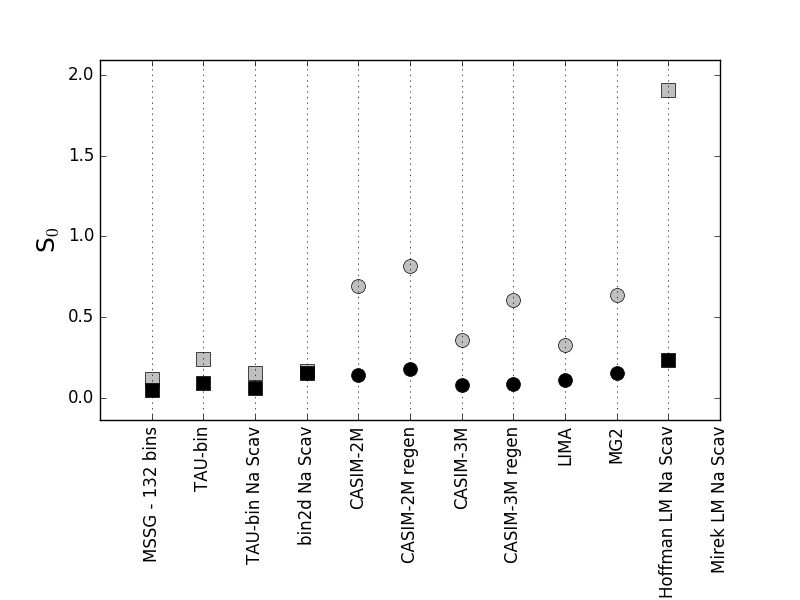 2.0
1.5
1.0
0.5
0.0
S₀
MSSG - 132 bins
TAU-bin
TAU-bin Na Scav
bin2d Na Scav
CASIM-2M
CASIM-2M regen
CASIM-3M
CASIM-3M regen
LIMA
MG2
Hoffman LM Na Scav
Mirek LM Na Scav